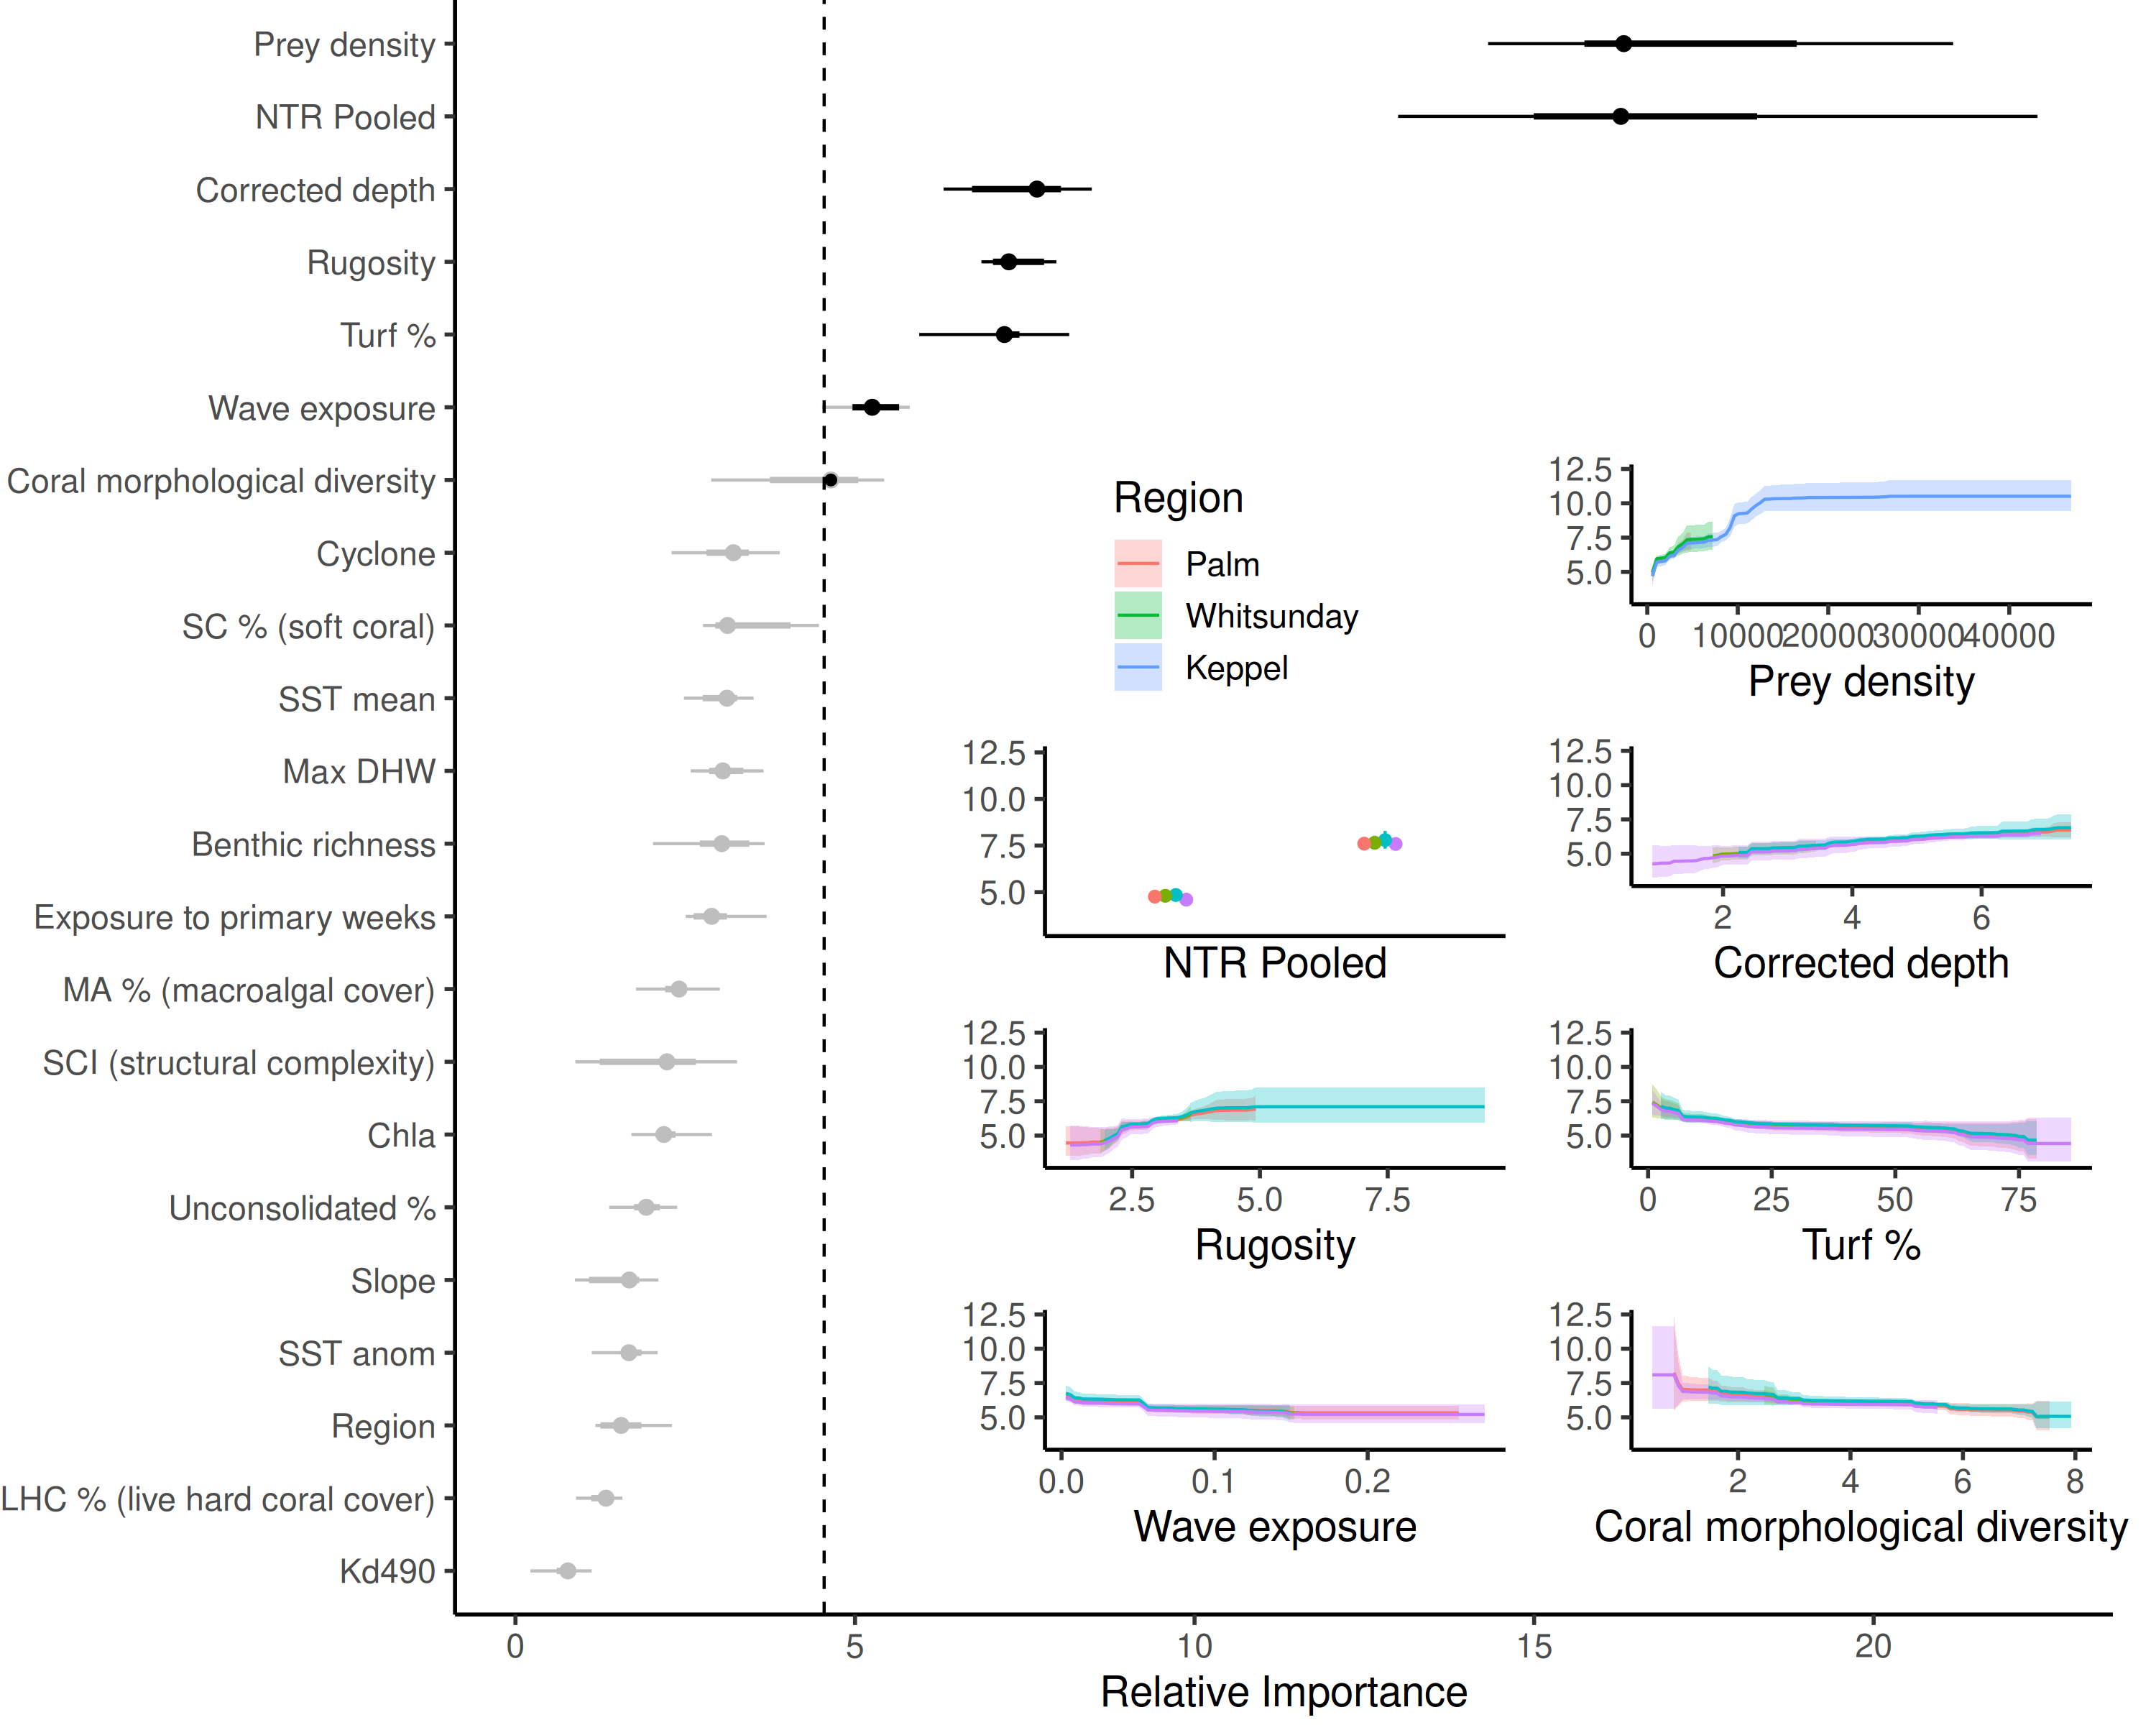 Prey density
NTR Pooled
Corrected depth
Rugosity
Turf %
Wave exposure
Coral morphological diversity
Cyclone
SC % (soft coral)
SST mean
Max DHW
Benthic richness
Exposure to primary weeks
MA % (macroalgal cover)
SCI (structural complexity)
Chla
Unconsolidated %
Slope
SST anom
Region
LHC % (live hard coral cover)
Kd490
0 5 10 15 20
Relative Importance
Region
Palm
Whitsunday
Keppel
12.5
10.0
7.5
5.0
0 10000 20000 30000 40000
Prey density
12.5
10.0
7.5
5.0
NTR Pooled
12.5
10.0
7.5
5.0
2 4 6
Corrected depth
12.5
10.0
7.5
5.0
2.5 5.0 7.5
Rugosity
12.5
10.0
7.5
5.0
0 25 50 75
Turf %
12.5
10.0
7.5
5.0
0.0 0.1 0.2
Wave exposure
12.5
10.0
7.5
5.0
2 4 6 8
Coral morphological diversity